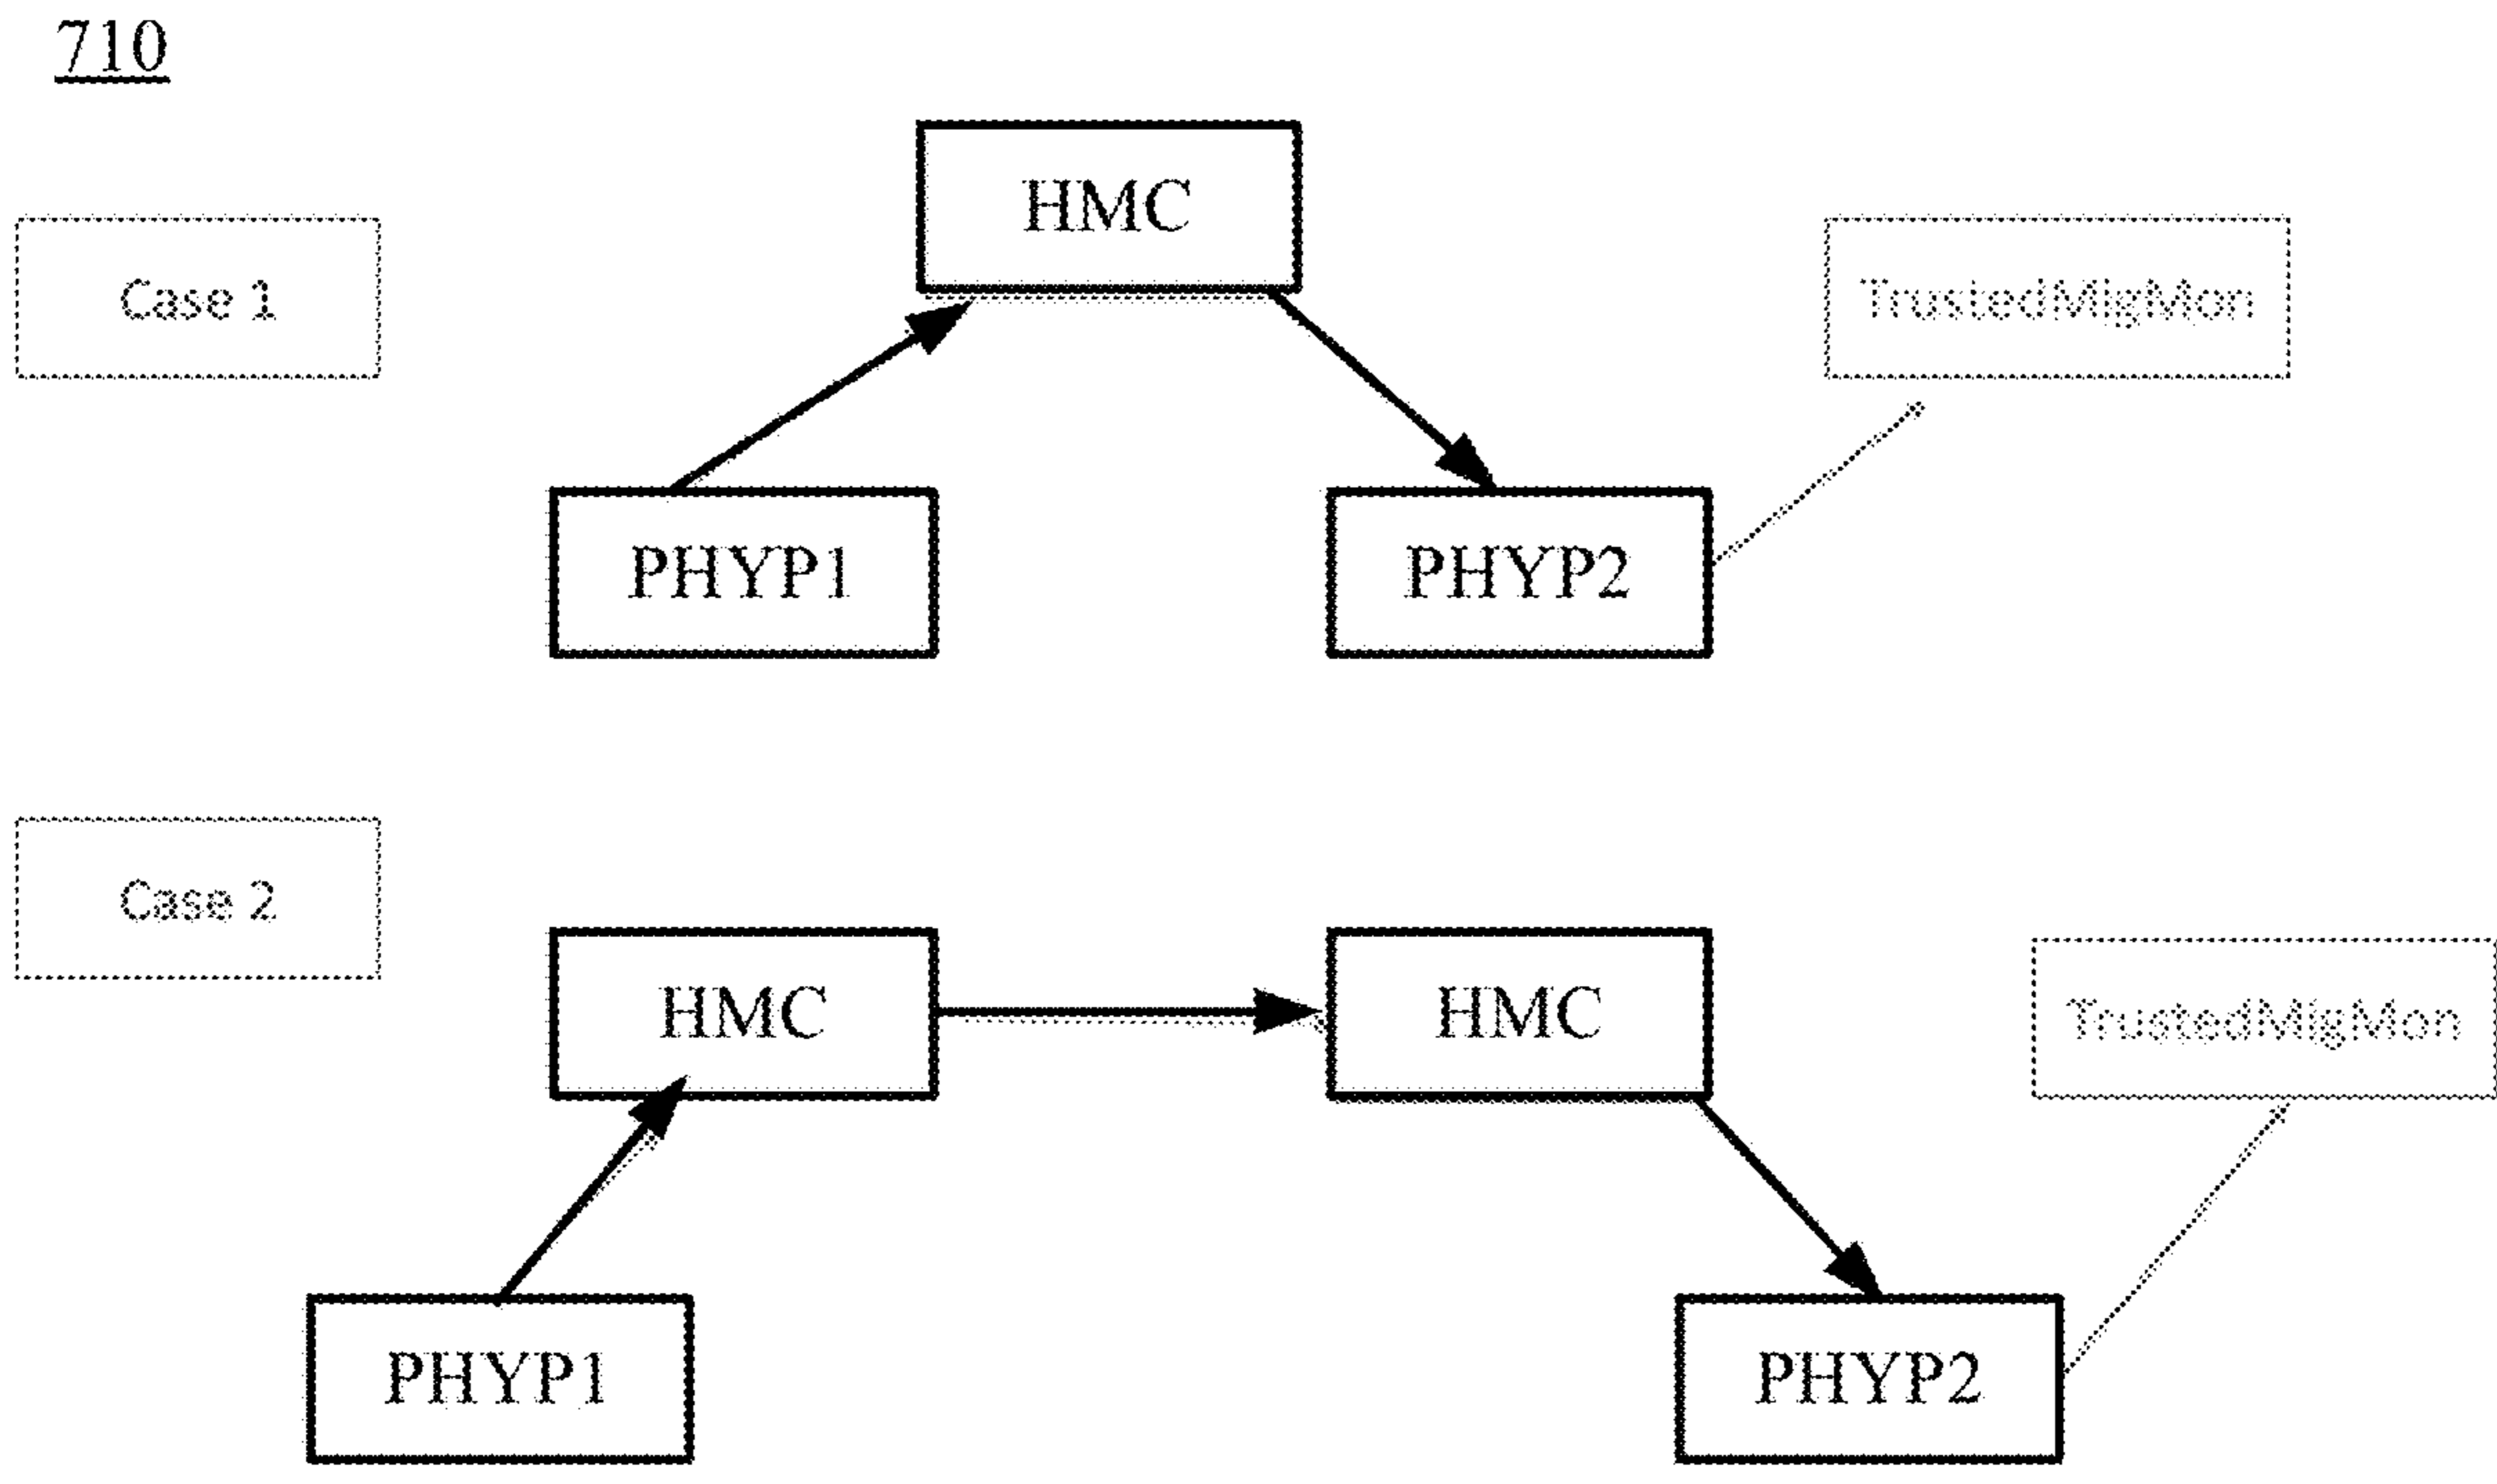 710
HMC
Case 1
TrustedMigMon
PHYP1
PHYP2
Case 2
HMC
HMC
TrustedMigMon
PHYP1
PHYP2